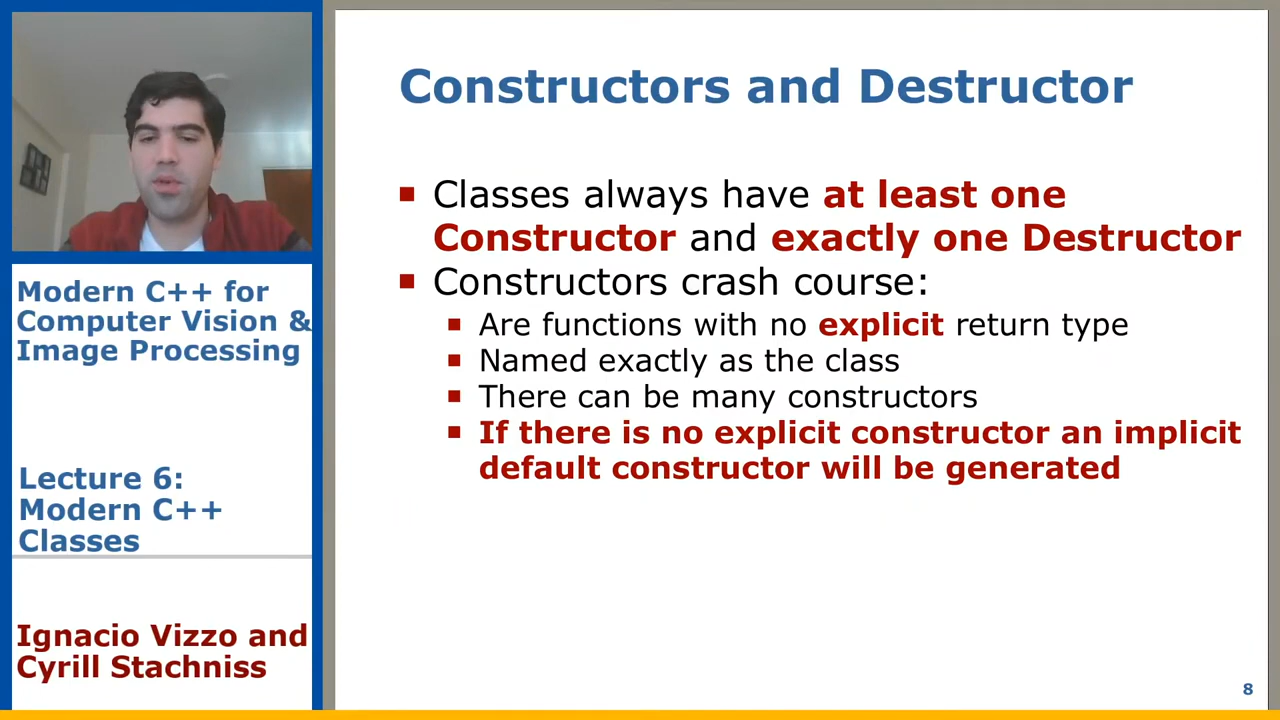 Modern C++ for
Computer Vision &
Image Processing
Lecture 6:
Modern C++
Classes
Ignacio Vizzo and
Cyrill Stachniss
Constructors and Destructor
Classes always have at least one
Constructor and exactly one Destructor
Constructors crash course:
Are functions with no explicit return type
Named exactly as the class
There can be many constructors
If there is no explicit constructor an implicit
default constructor will be generated
8